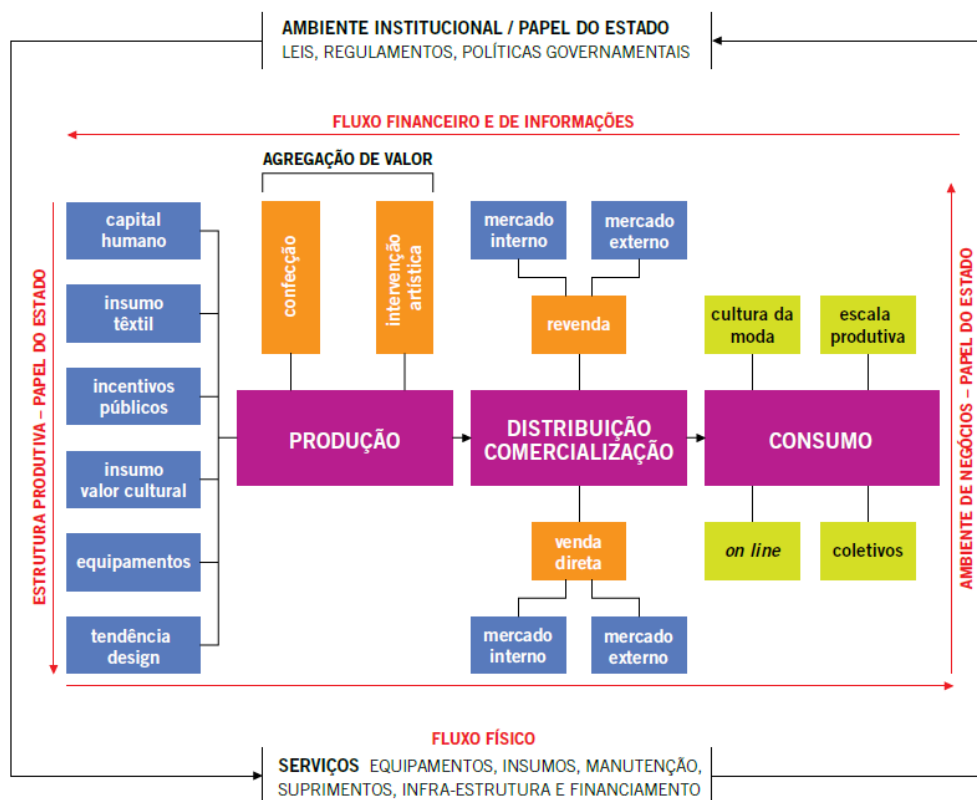 AMBIENTE INSTITUCIONAL / PAPEL DO ESTADO
LEIS, REGULAMENTOS, POLÍTICAS GOVERNAMENTAIS
FLUXO FINANCEIRO E DE INFORMAÇÕES
AGREGAÇÃO DE VALOR
ESTRUTURA PRODUTIVA – PAPEL DO ESTADO
capital
humano
insumo
têxtil
incentivos
públicos
insumo
valor cultural
equipamentos
tendência
design
confecção
intervenção
artística
PRODUÇÃO
mercado
interno
mercado
externo
revenda
DISTRIBUIÇÃO
COMERCIALIZAÇÃO
venda
direta
mercado
interno
mercado
externo
cultura da
moda
escala
produtiva
CONSUMO
on line
coletivos
AMBIENTE DE NEGÓCIOS – PAPEL DO ESTADO
FLUXO FÍSICO
SERVIÇOS EQUIPAMENTOS, INSUMOS, MANUTENÇÃO,
SUPRIMENTOS, INFRA-ESTRUTURA E FINANCIAMENTO